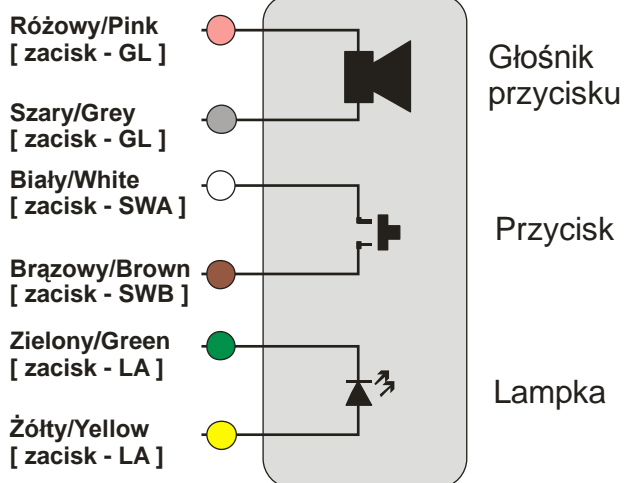 Różowy/Pink
[ zacisk - GL ]
Głośnik
przycisku
Szary/Grey
[ zacisk - GL ]
Biały/White
[ zacisk - SWA ]
Przycisk
Brązowy/Brown
[ zacisk - SWB ]
Zielony/Green
[ zacisk - LA ]
Lampka
Żółty/Yellow
[ zacisk - LA ]